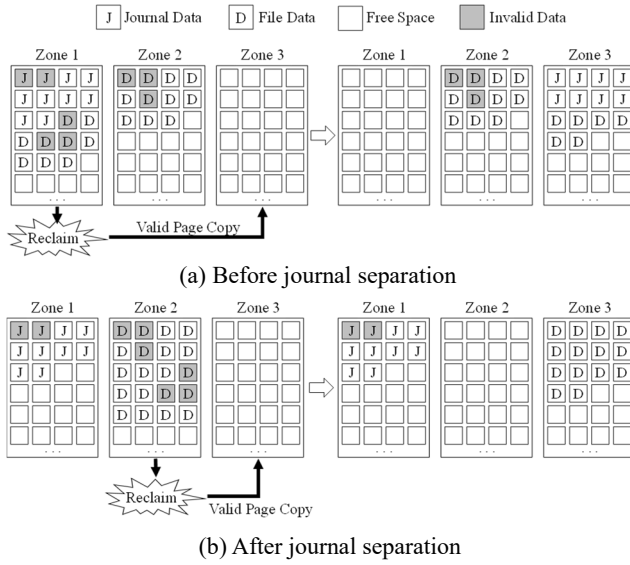 J Journal Data D File Data Free Space Invalid Data
Zone 1 Zone 2 Zone 3 Zone 1 Zone 2 Zone 3
J J J J D D D D D D D D J J J J
J J J J D D D D D D D D J J J J
J J D D D D D D D D D D D D
D D D D D D
D D D
. . . . . . . . . . . . . . . . . .
Reclaim Valid Page Copy
(a) Before journal separation
Zone 1 Zone 2 Zone 3 Zone 1 Zone 2 Zone 3
J J J J D D D D J J J J D D D D
J J J J D D D D J J J J D D D D
J J D D D D J J D D D D
D D D D D D
D D D D
. . . . . . . . . . . . . . . . . .
Reclaim Valid Page Copy
(b) After journal separation